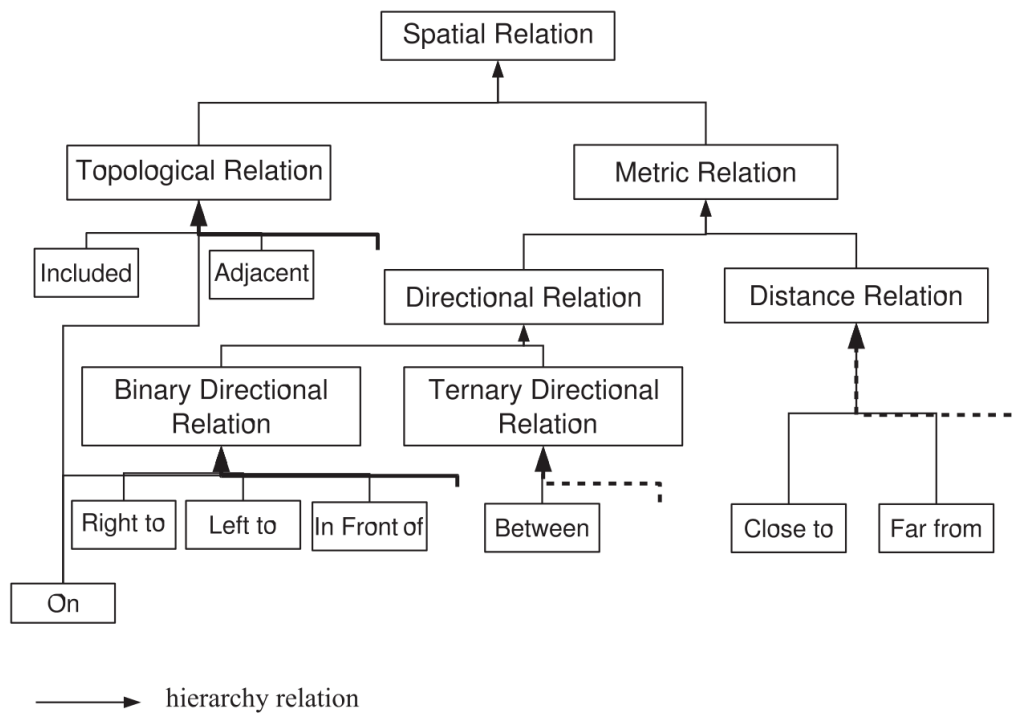 Spatial Relation
Topological Relation
Metric Relation
Included
Adjacent
Directional Relation
Distance Relation
Binary Directional
Relation
Ternary Directional
Relation
Right to
Left to
In Front of
Between
Close to
Far from
On
hierarchy relation